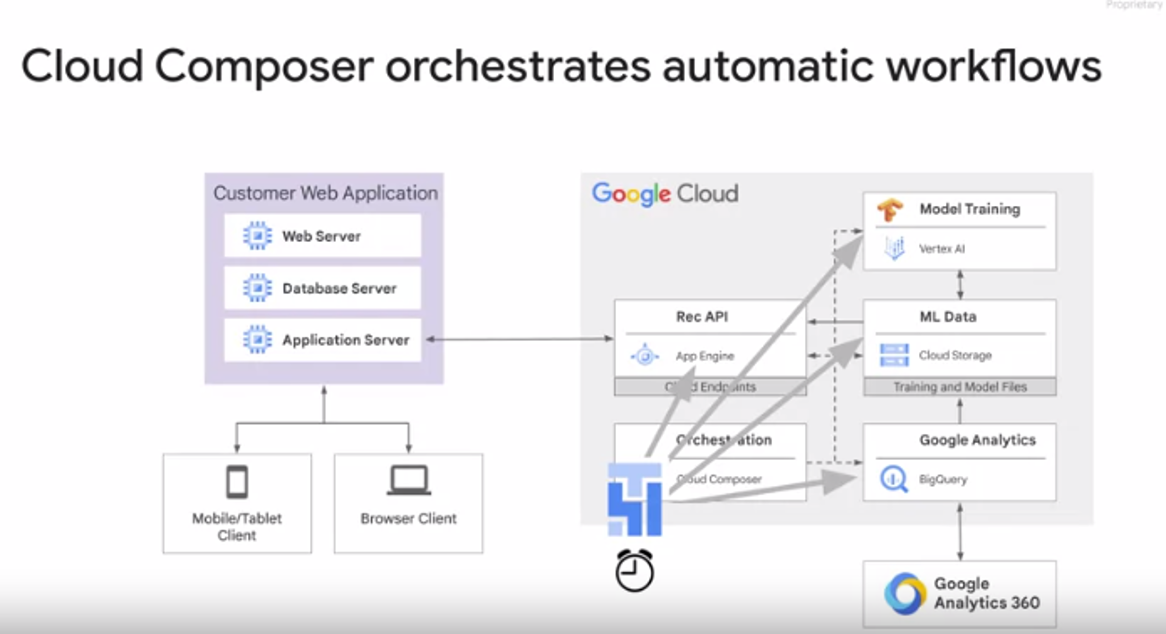 Proprietary
Cloud Composer orchestrates automatic workflows
Customer Web Application
Web Server
Database Server
Application Server
Mobile/Tablet
Client
Browser Client
Google Cloud
Rec API
App Engine
Cloud Endpoints
Orchestration
Cloud Composer
Model Training
Vertex AI
ML Data
Cloud Storage
Training and Model Files
Google Analytics
BigQuery
Google
Analytics 360